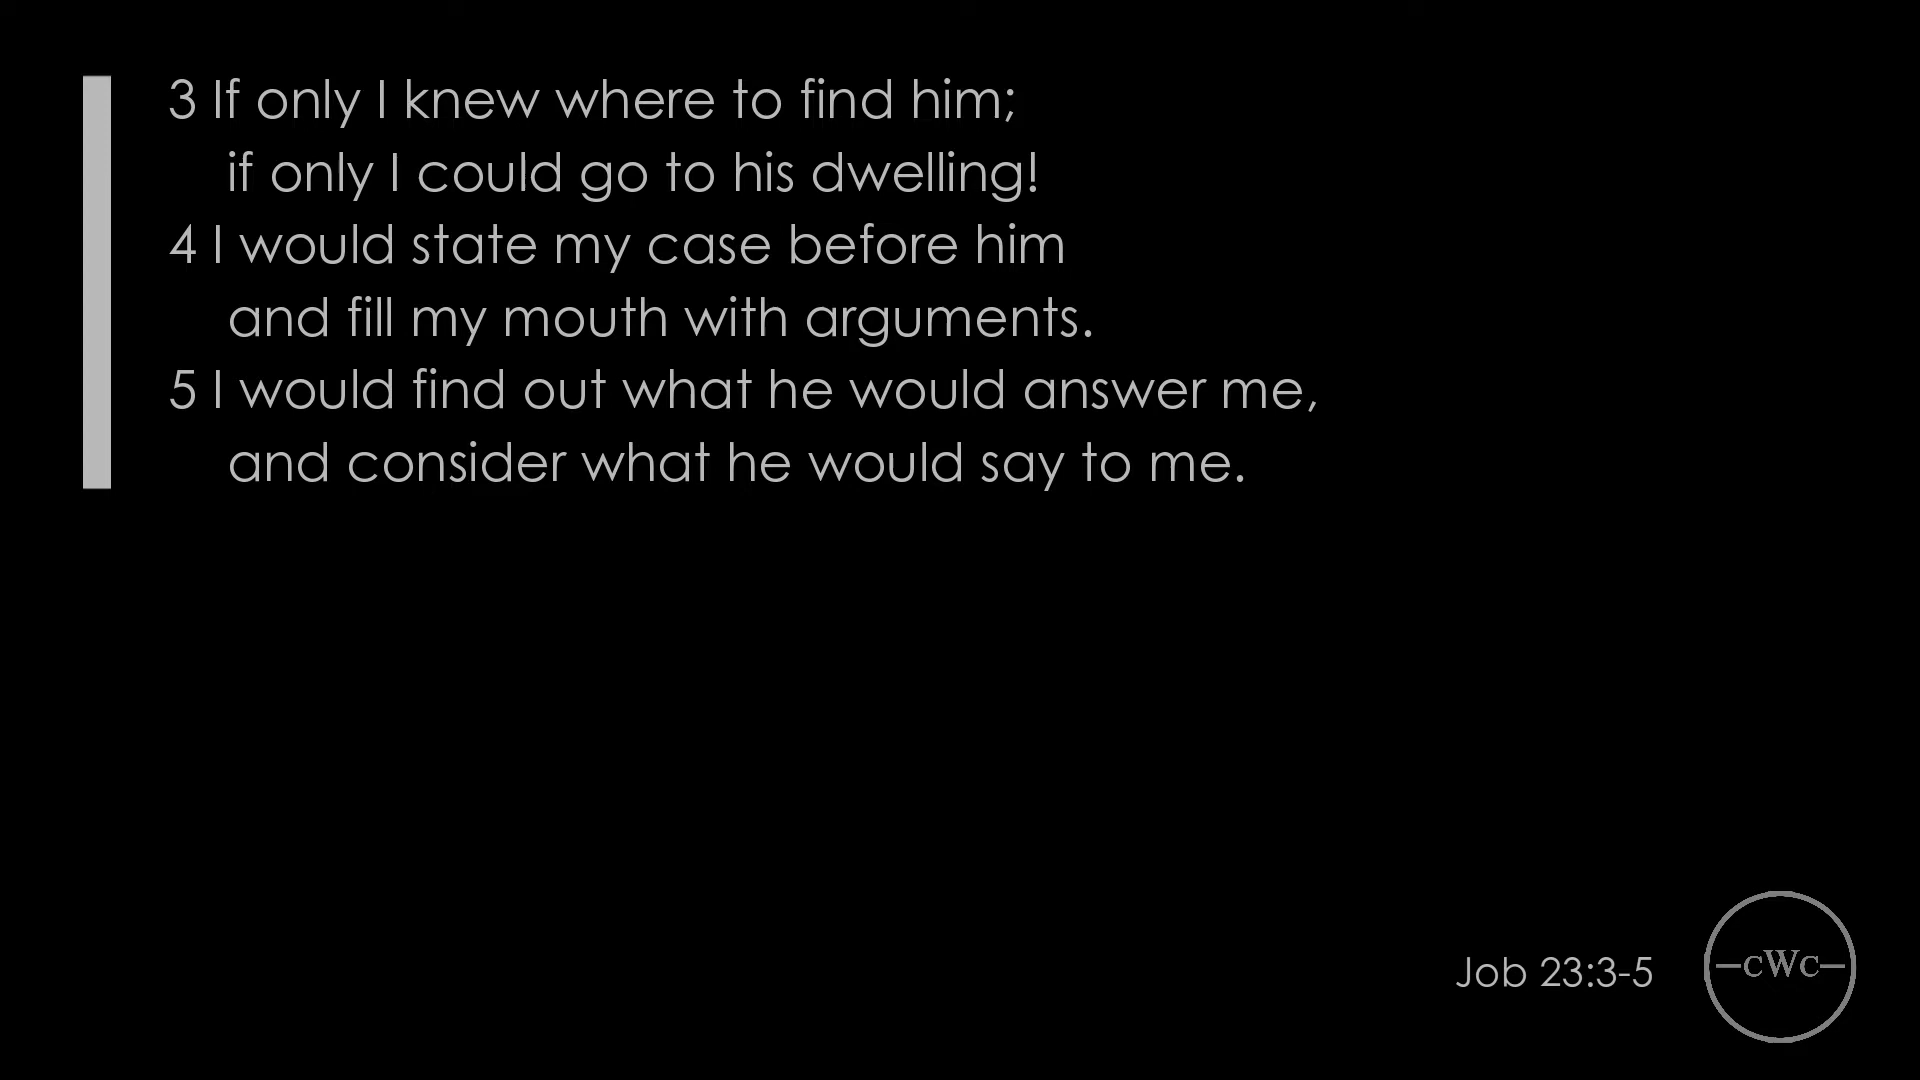 3 If only I knew where to find him;
if only I could go to his dwelling!
4 I would state my case before him
and fill my mouth with arguments.
5 I would find out what he would answer me,
and consider what he would say to me.
Job 23:3-5
cWc